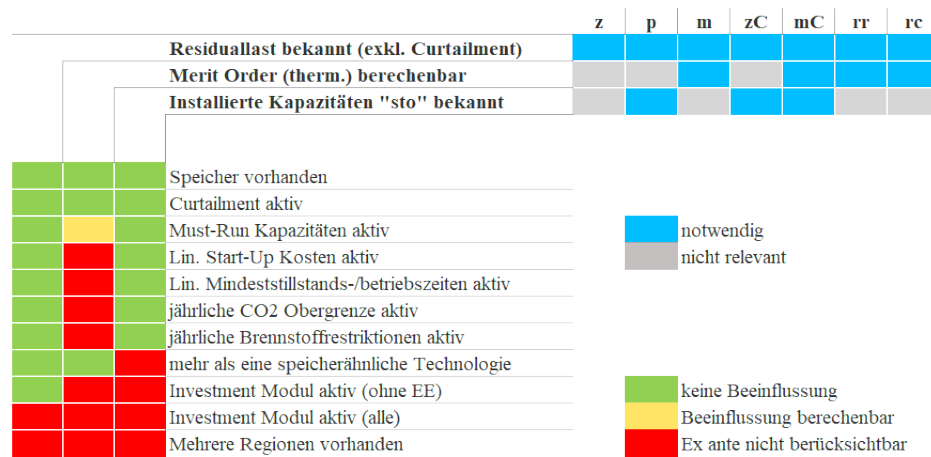 z p m zC mC rr rc
Residuallast bekannt (exkl. Curtailment)
Merit Order (therm.) berechenbar
Installierte Kapazitäten "sto" bekannt
Speicher vorhanden
Curtailment aktiv
Must-Run Kapazitäten aktiv
notwendig
Lin. Start-Up Kosten aktiv
nicht relevant
Lin. Mindeststillstands-/betriebszeiten aktiv
jährliche CO2 Obergrenze aktiv
jährliche Brennstoffrestriktionen aktiv
mehr als eine speicherähnliche Technologie
Investment Modul aktiv (ohne EE)
keine Beeinflussung
Investment Modul aktiv (alle)
Beeinflussung berechenbar
Mehrere Regionen vorhanden
Ex ante nicht berücksichtbar